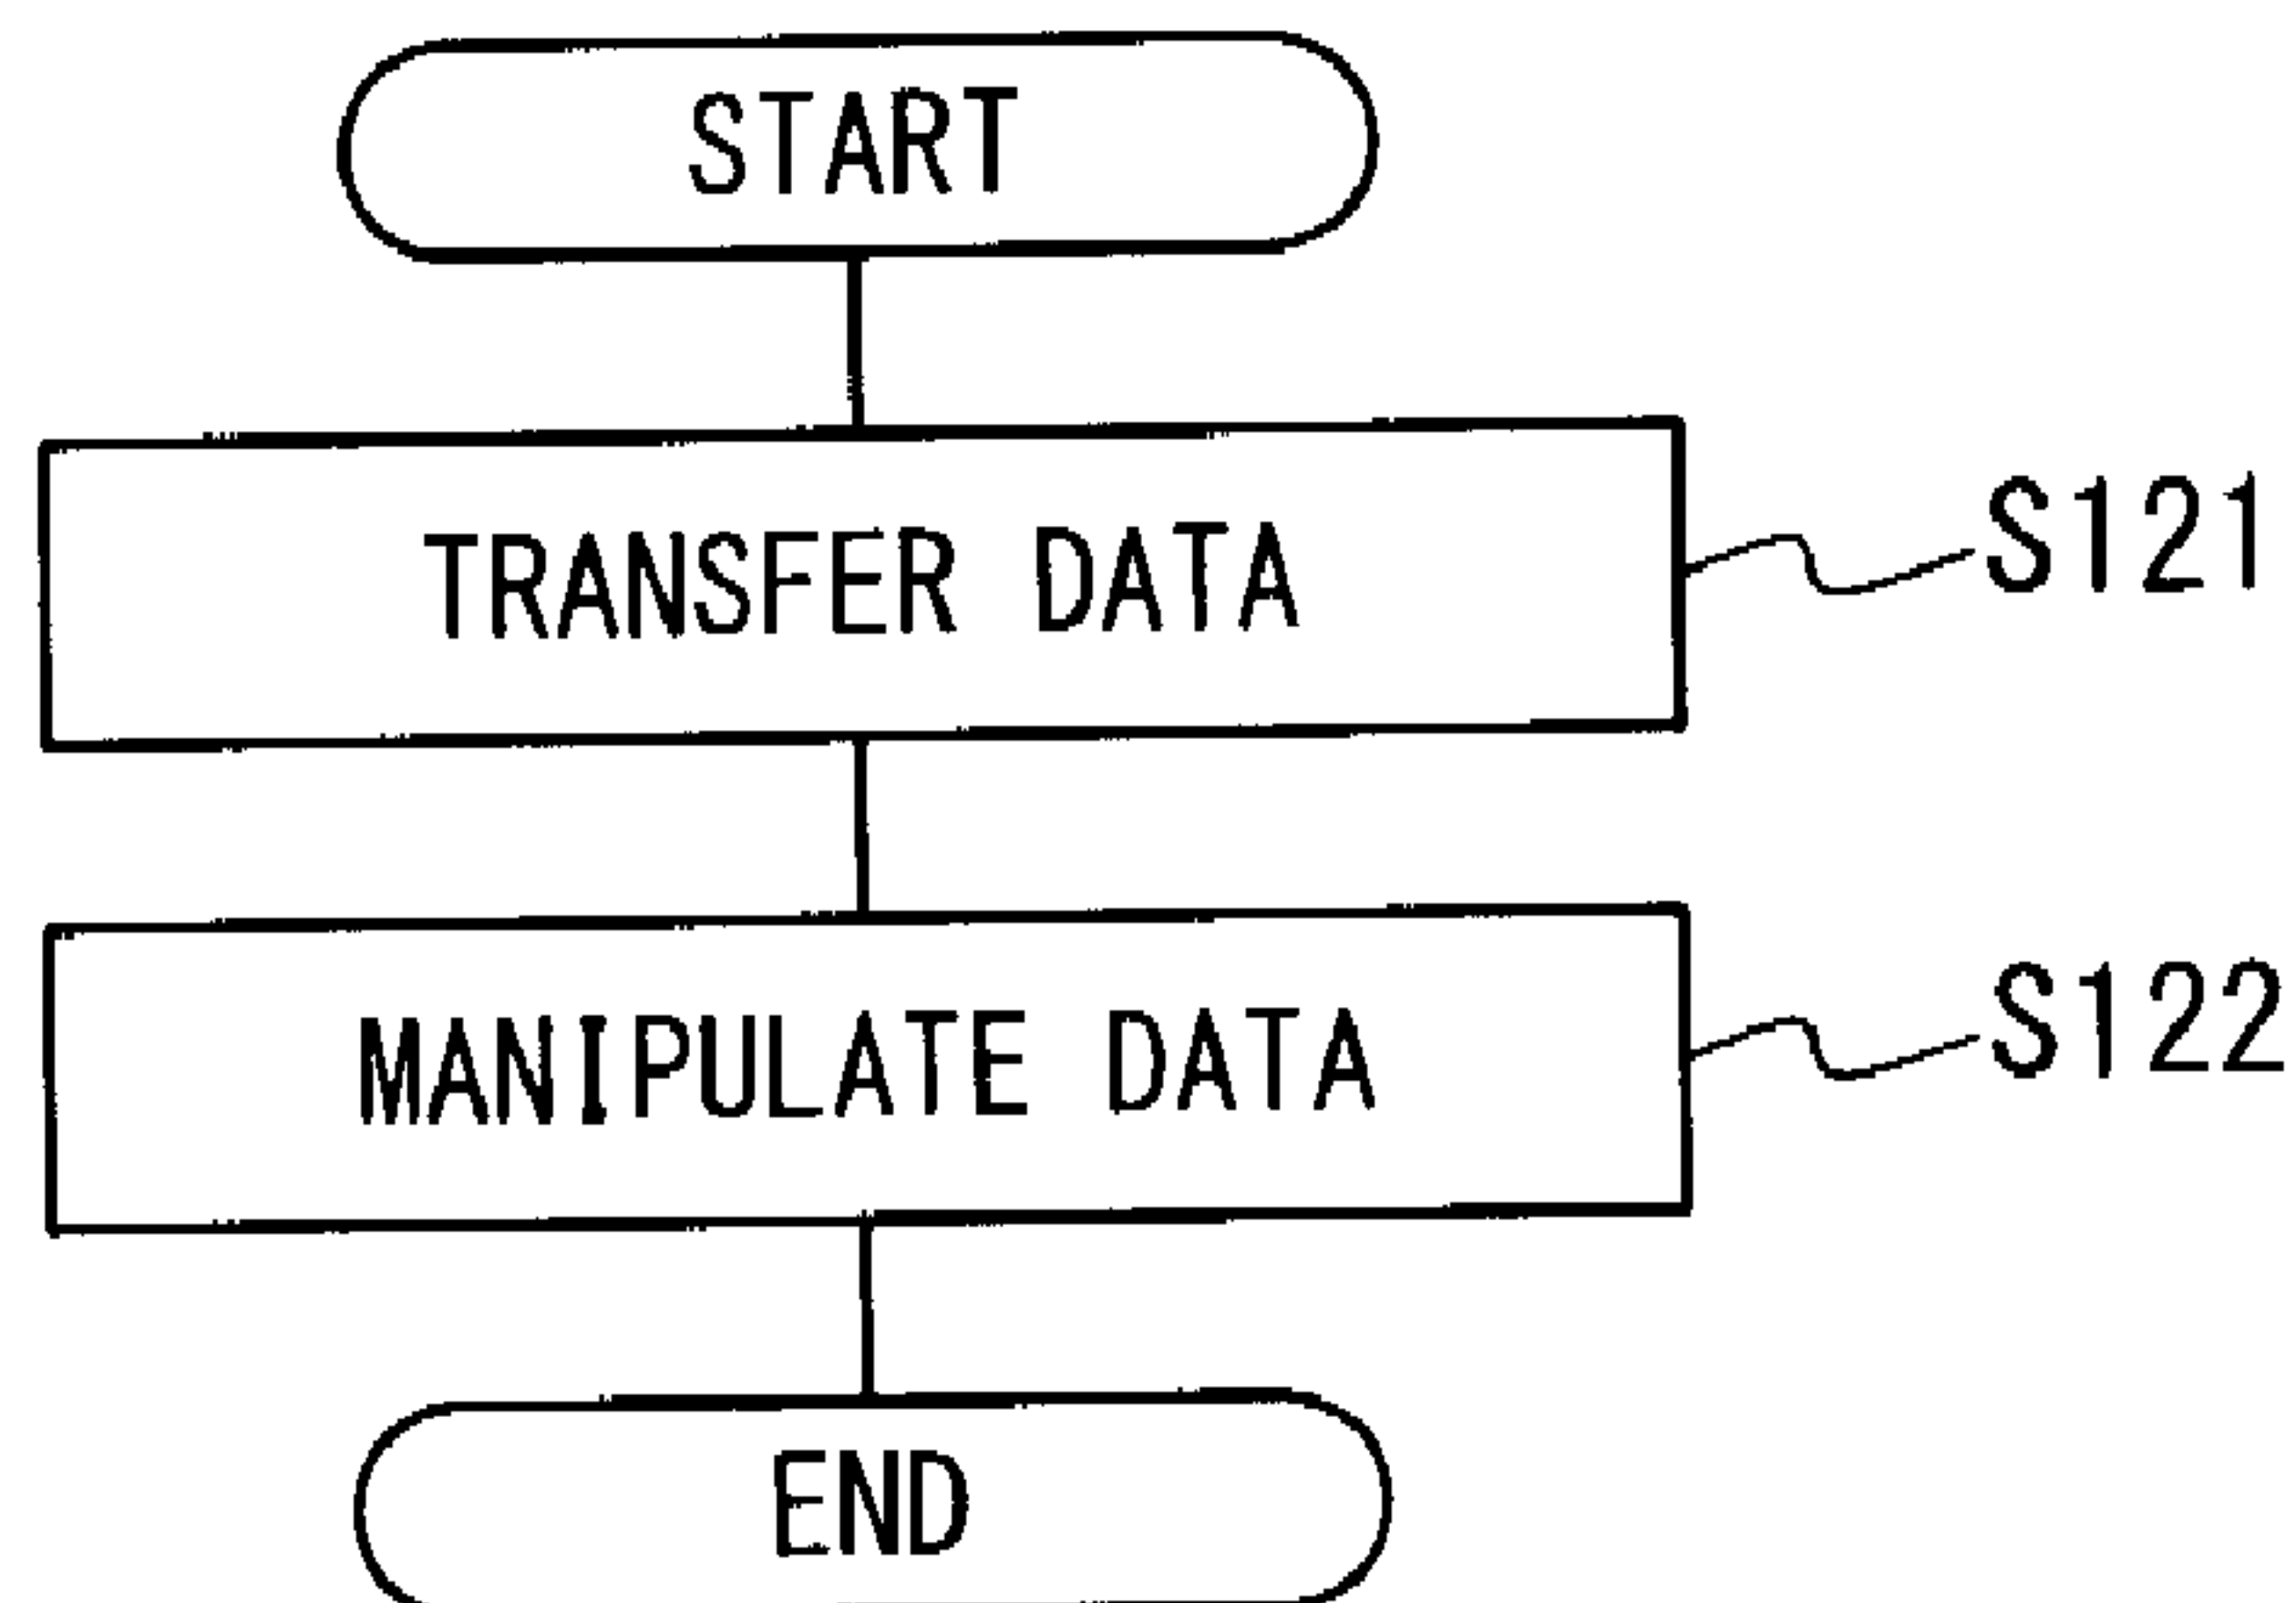 START
TRANSFER DATA
S121
MANIPULATE DATA
S122
END